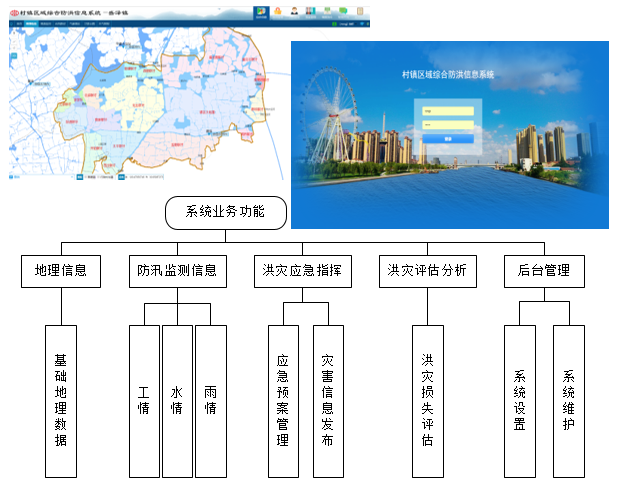 村镇区域综合防洪信息系统－盛泽镇
村镇区域综合防洪信息系统
登录
系统业务功能
地理信息
防汛监测信息
洪灾应急指挥
洪灾评估分析
后台管理
基础地理数据
工情
水情
雨情
应急预案管理
灾害信息发布
洪灾损失评估
系统设置
系统维护